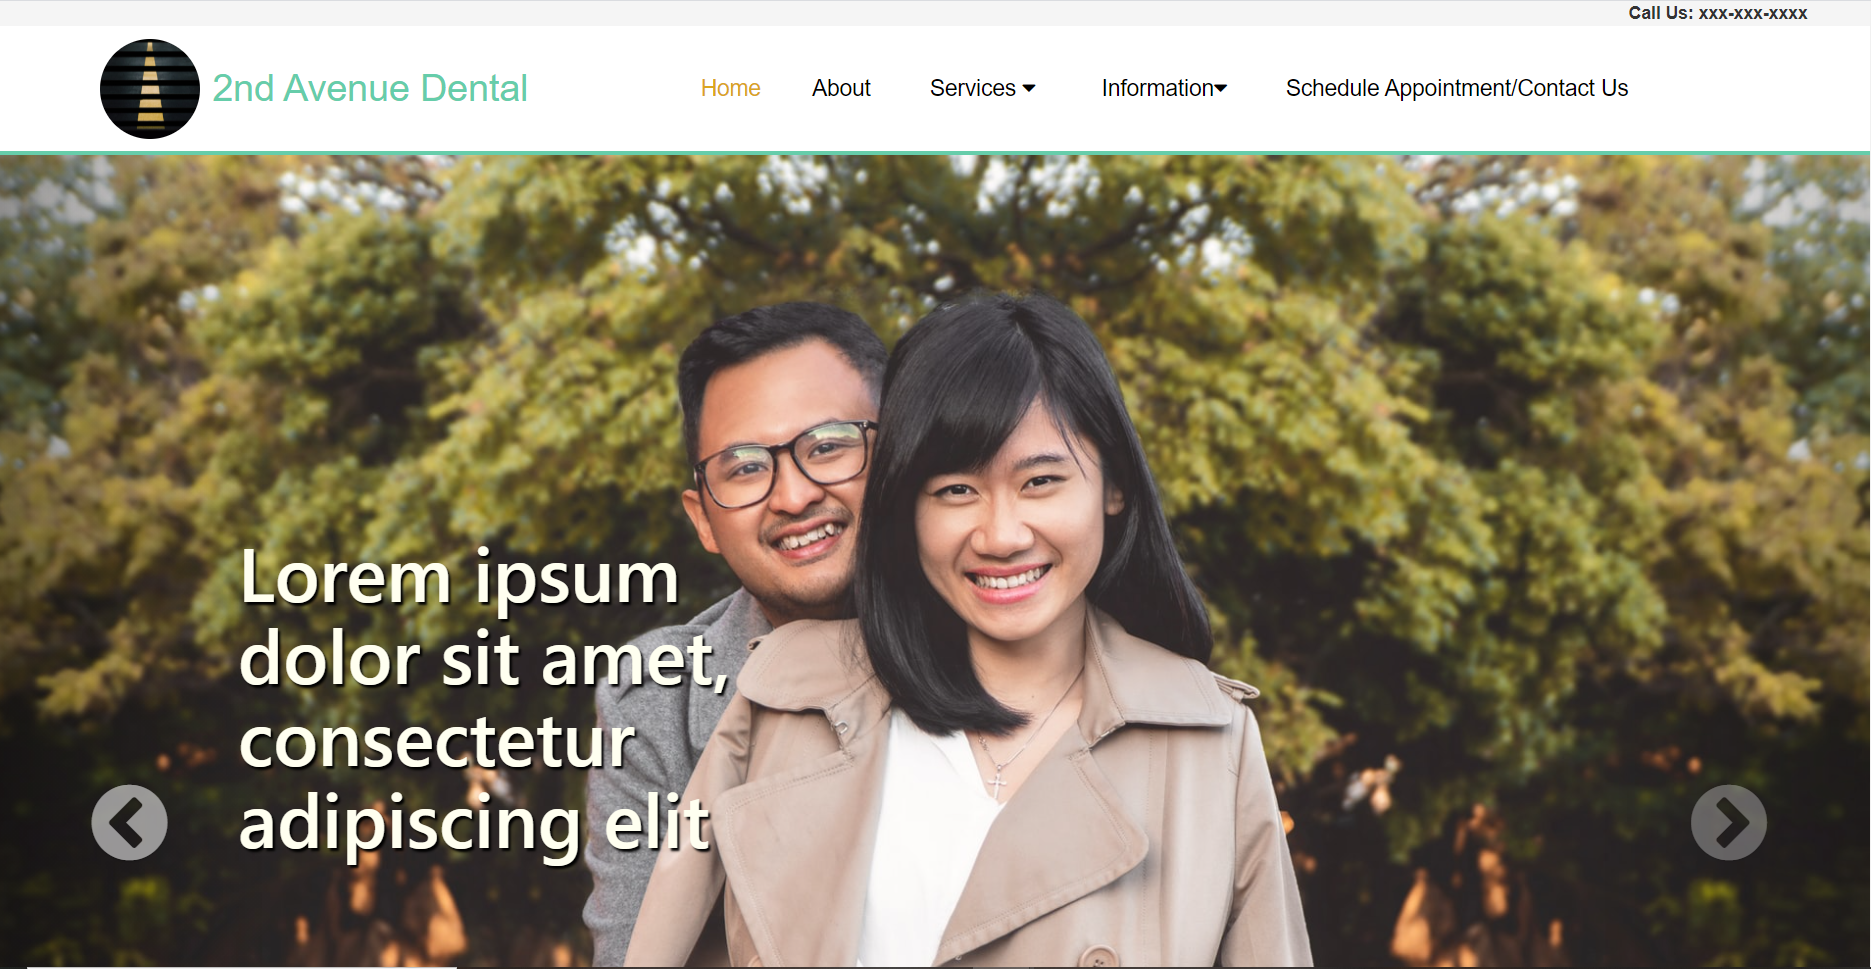 Call Us: xxx-xxx-xxxx
2nd Avenue Dental
Home About Services Information Schedule Appointment/Contact Us
Lorem ipsum
dolor sit amet,
consectetur
adipiscing elit